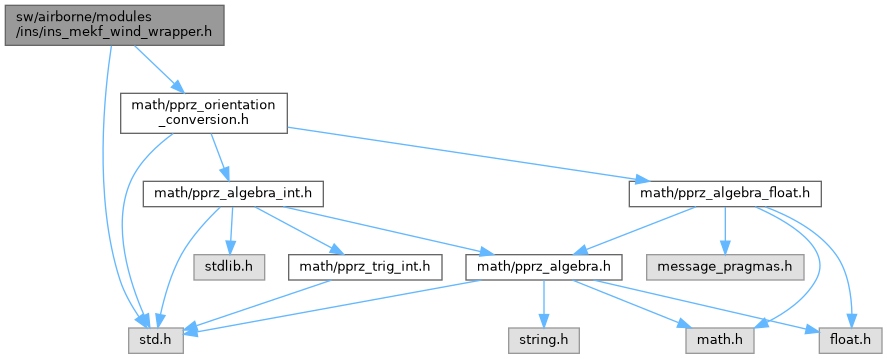 sw/airborne/modules
/ins/ins_mekf_wind_wrapper.h
math/pprz_orientation
_conversion.h
math/pprz_algebra_int.h
math/pprz_algebra_float.h
stdlib.h
math/pprz_trig_int.h
math/pprz_algebra.h
message_pragmas.h
std.h
string.h
math.h
float.h